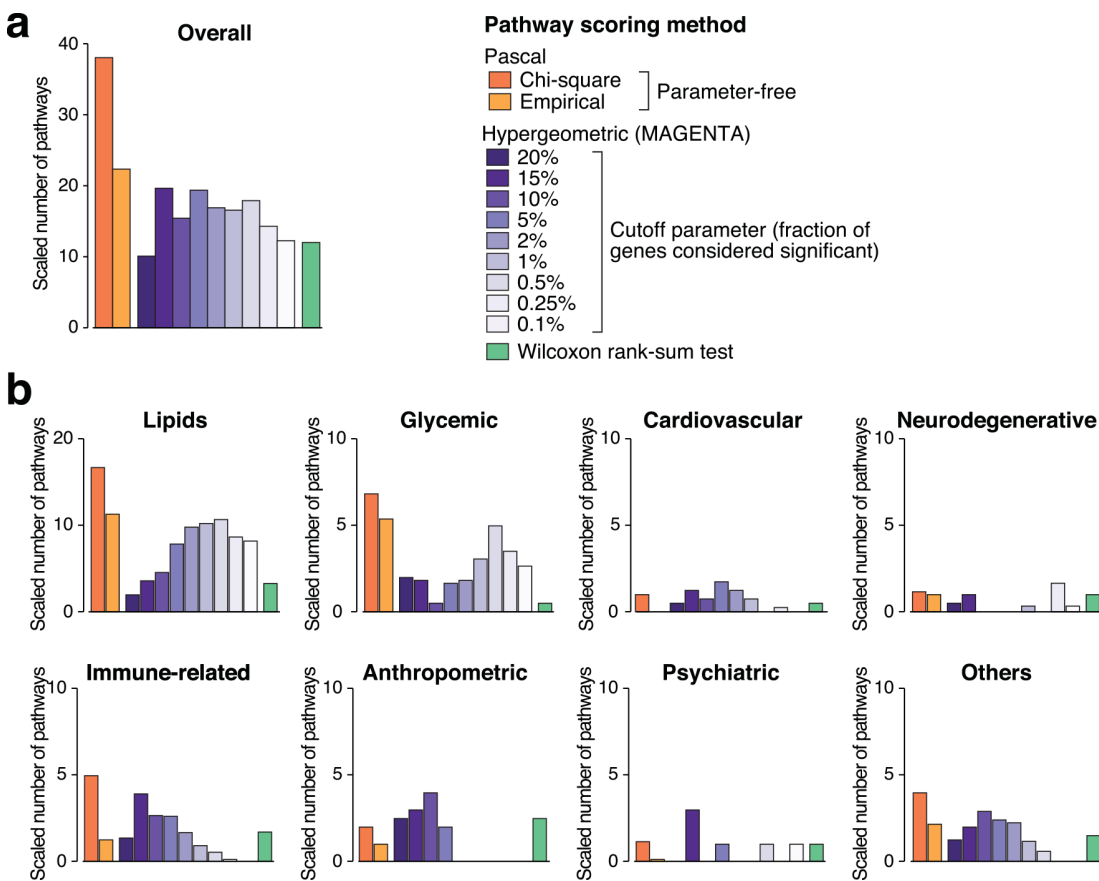 a
Overall
Scaled number of pathways
40
30
20
10
0
Pathway scoring method
Pascal
Chi-square
Empirical
Parameter-free
Hypergeometric (MAGENTA)
20%
15%
10%
5%
2%
1%
0.5%
0.25%
0.1%
Cutoff parameter (fraction of
genes considered significant)
Wilcoxon rank-sum test
b
Lipids
Scaled number of pathways
20
10
0
Glycemic
Scaled number of pathways
10
5
0
Cardiovascular
Scaled number of pathways
10
5
0
Neurodegenerative
Scaled number of pathways
10
5
0
Immune-related
Scaled number of pathways
10
5
0
Anthropometric
Scaled number of pathways
10
5
0
Psychiatric
Scaled number of pathways
10
5
0
Others
Scaled number of pathways
10
5
0